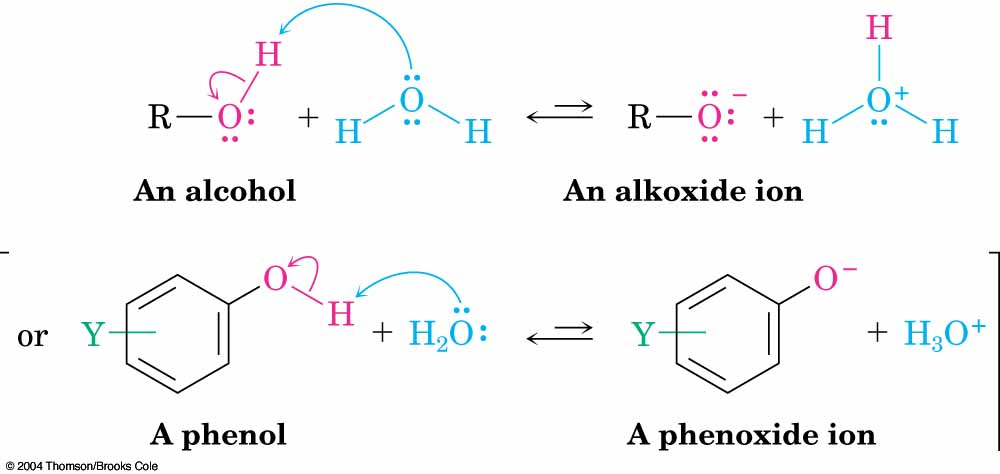 H H
R—O: + H O H ⇌ R—O:⁻ + H O⁺ H
An alcohol An alkoxide ion
or Y O H + H₂O: ⇌ Y O⁻ + H₃O⁺
A phenol A phenoxide ion
© 2004 Thomson/Brooks Cole